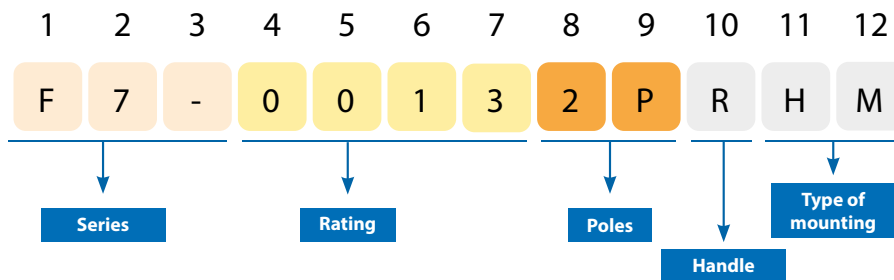 1 2 3 4 5 6 7 8 9 10 11 12
F 7 - 0 0 1 3 2 P R H M
Series
Rating
Poles
Handle
Type of
mounting